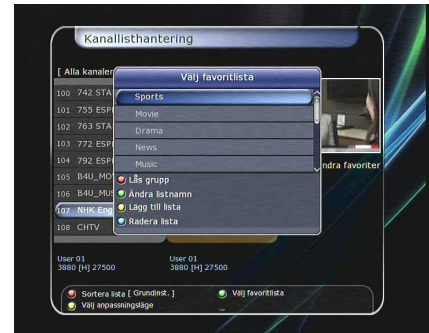 Kanallisthantering
[ Alla kanaler
Välj favoritlista
Sports
Movie
Drama
News
Music
100 742 STA
101 755 ESP
102 763 STA
103 772 ESP
104 792 ESP
105 B4U_MO
106 B4U_MU
107 NHK Eng
108 CHTV
ndra favoriter
Lås grupp
Ändra listnamn
Lägg till lista
Radera lista
User 01
3880 [H] 27500
User 01
3880 [H] 27500
Sortera lista [ Grundinst. ]
Välj favoritlista
Välj anpassningsläge